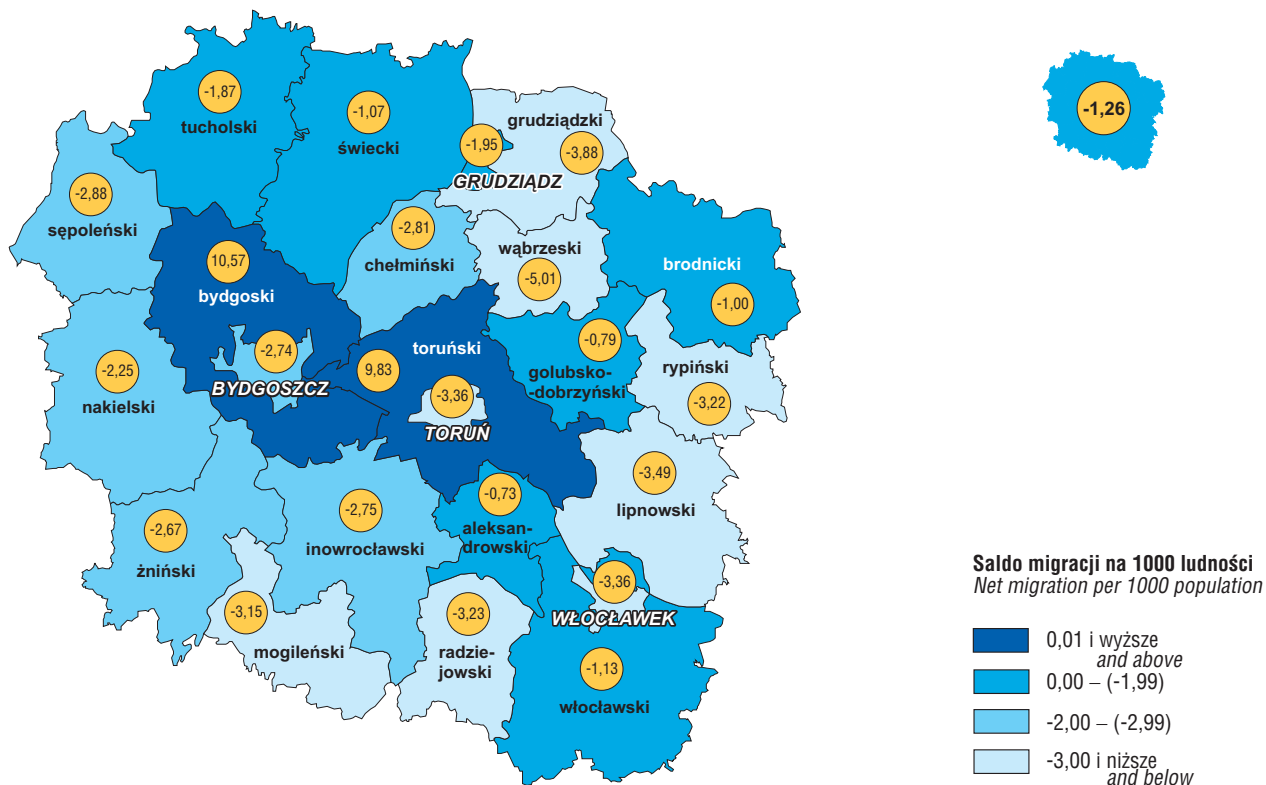 -1,87
tucholski
-1,07
świecki
grudziądzki
-1,95
-3,88
GRUDZIĄDZ
-1,26
-2,88
sępoleński
-2,81
chełmiński
wąbrzeski
-5,01
brodnicki
-1,00
10,57
bydgoski
-2,74
BYDGOSZCZ
toruński
9,83
-3,36
TORUŃ
-0,79
golubsko-
-dobrzyński
rypiński
-3,22
-2,25
nakielski
-3,49
lipnowski
-0,73
aleksan-
drowski
-2,75
inowrocławski
-2,67
żniński
-3,15
mogileński
-3,23
radzie-
jowski
-3,36
WŁOCŁAWEK
-1,13
włocławski
Saldo migracji na 1000 ludności
Net migration per 1000 population
0,01 i wyższe
and above
0,00 – (-1,99)
-2,00 – (-2,99)
-3,00 i niższe
and below